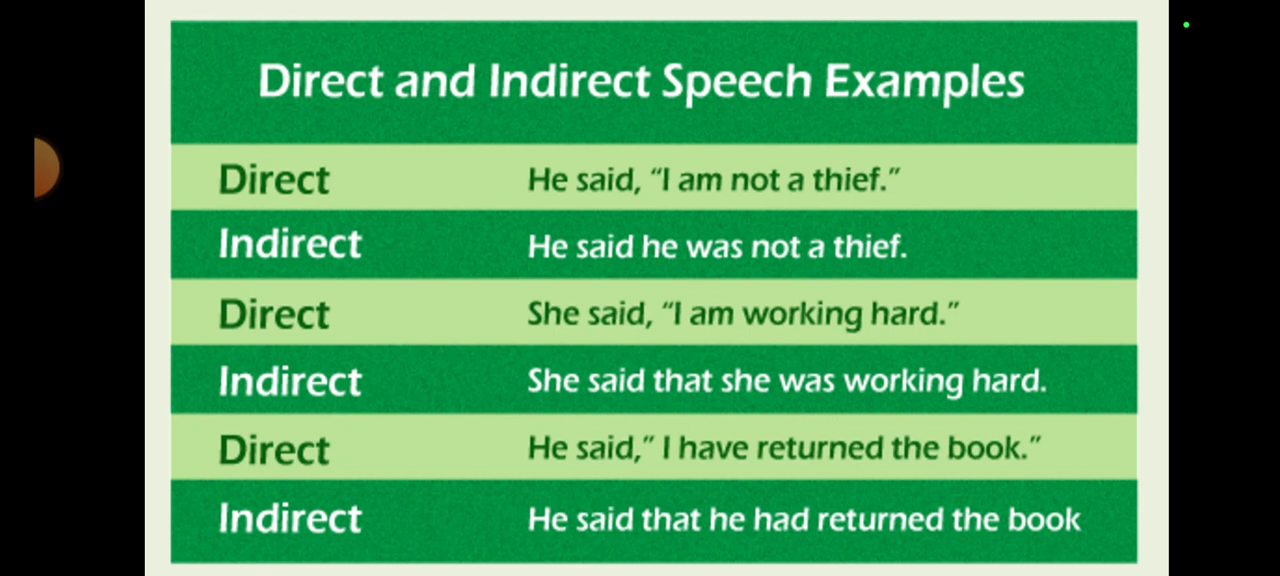 Direct and Indirect Speech Examples
Direct He said, “I am not a thief.”
Indirect He said he was not a thief.
Direct She said, “I am working hard.”
Indirect She said that she was working hard.
Direct He said,” I have returned the book.”
Indirect He said that he had returned the book